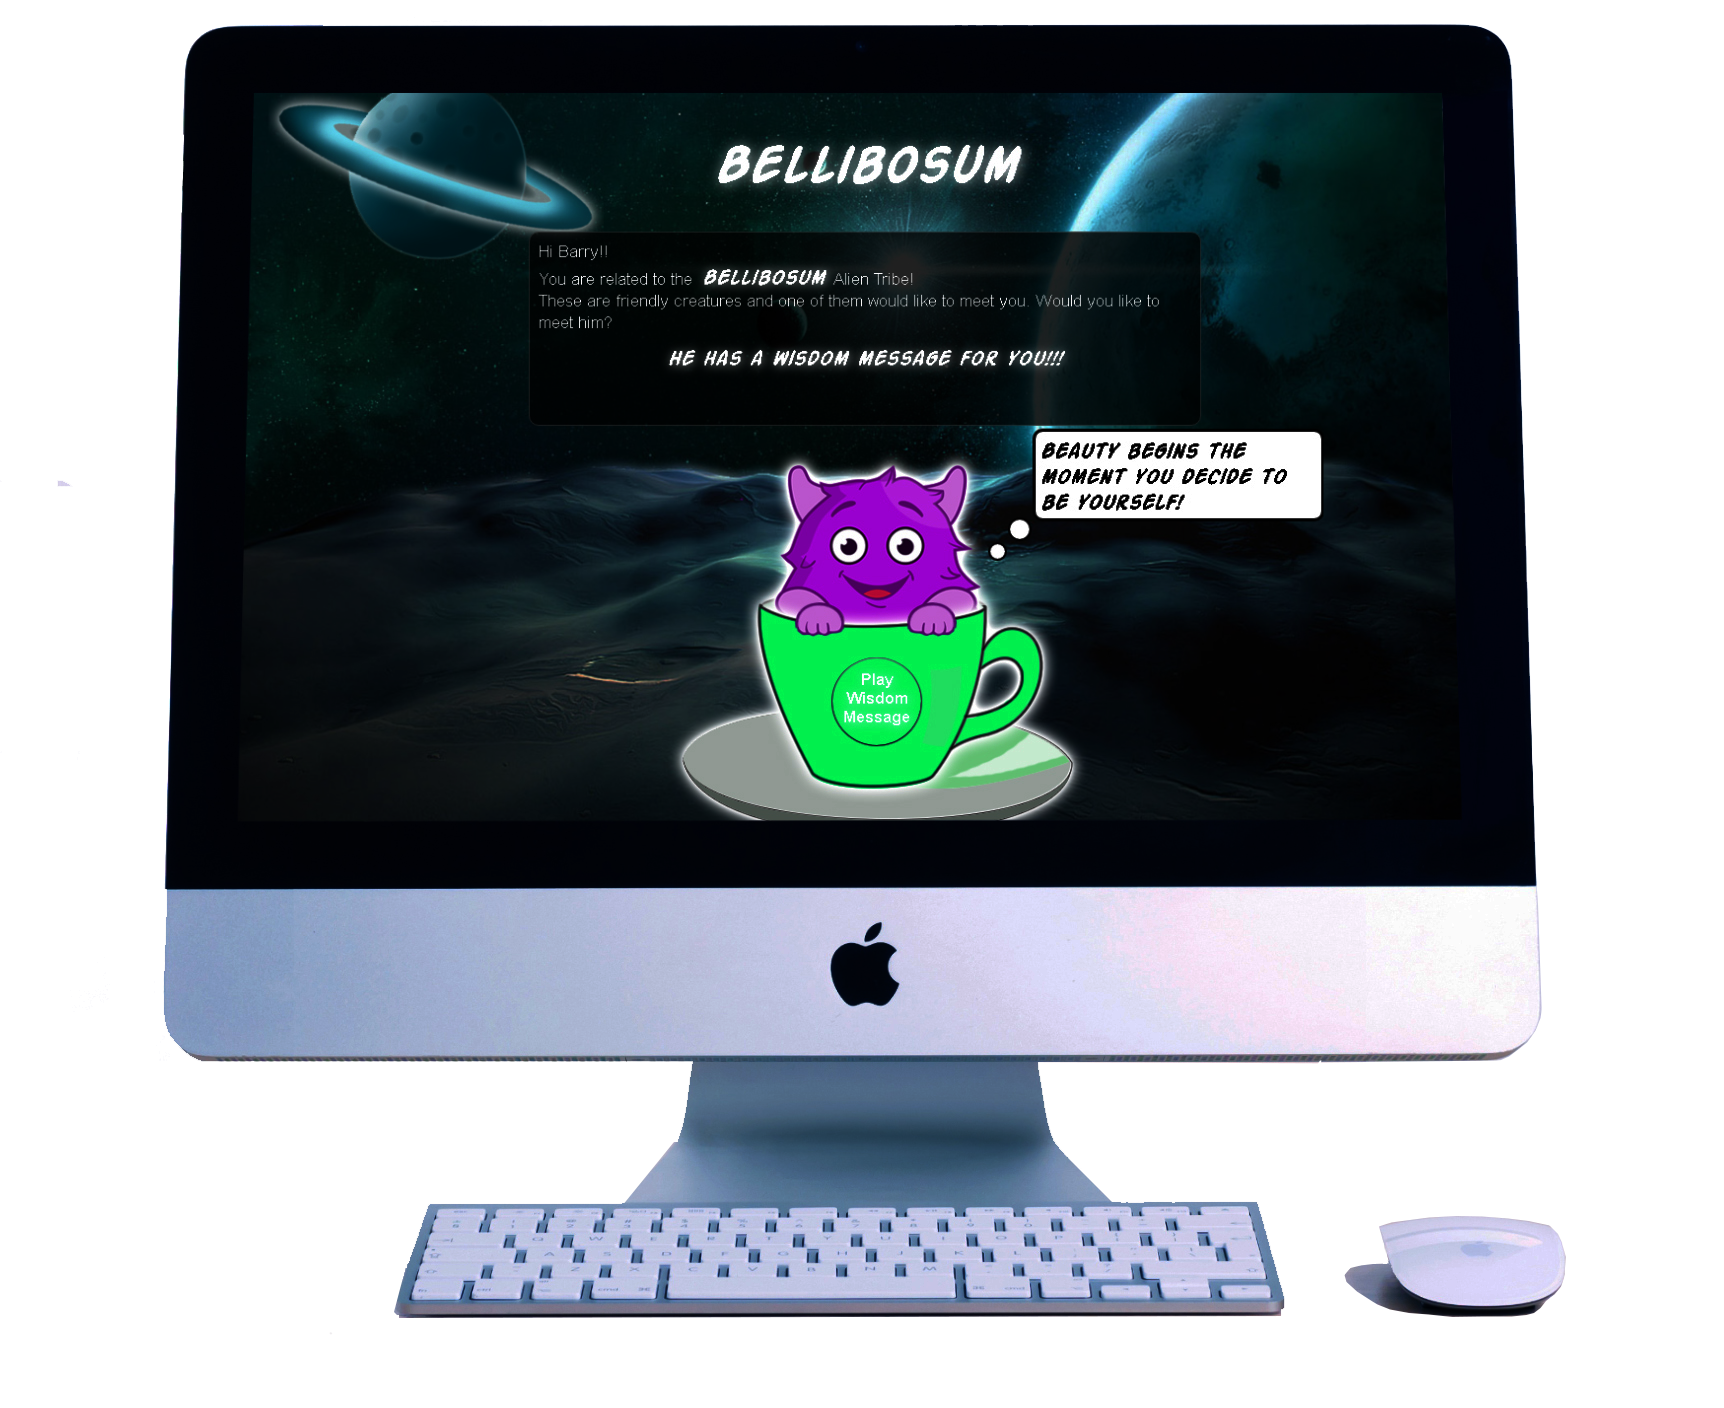 BELLIBOSUM
Hi Barry!!
You are related to the BELLIBOSUM Alien Tribe!
These are friendly creatures and one of them would like to meet you. Would you like to
meet him?
HE HAS A WISDOM MESSAGE FOR YOU!!!
BEAUTY BEGINS THE
MOMENT YOU DECIDE TO
BE YOURSELF!
Play
Wisdom
Message